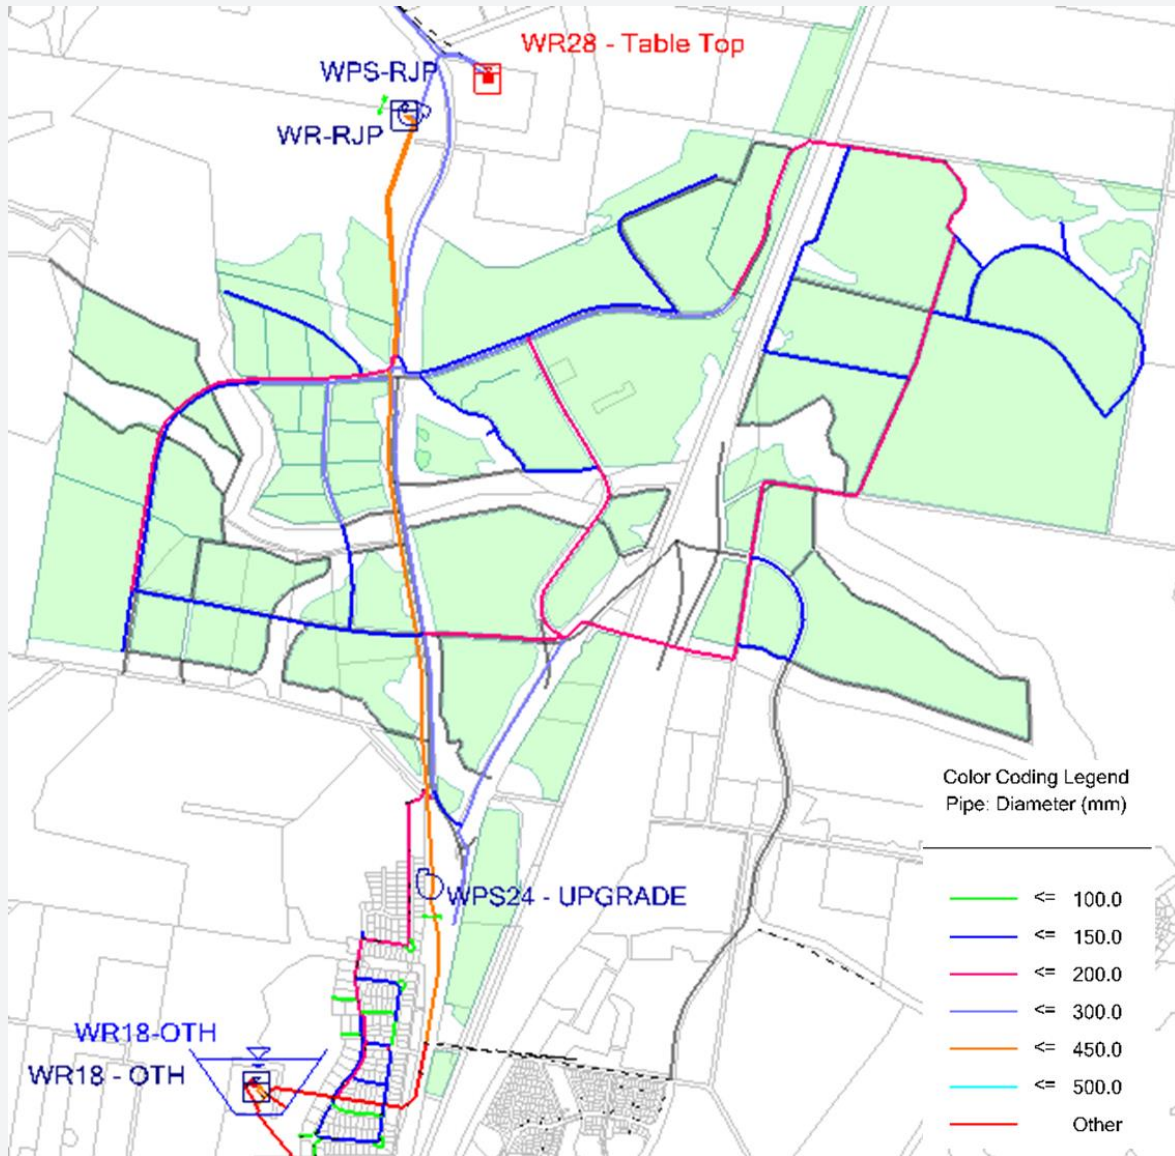 WR28 - Table Top
WPS-RJP
WR-RJP
Color Coding Legend
Pipe: Diameter (mm)
<= 100.0
<= 150.0
<= 200.0
<= 300.0
<= 450.0
<= 500.0
Other
WPS24 - UPGRADE
WR18-OTH
WR18 - OTH